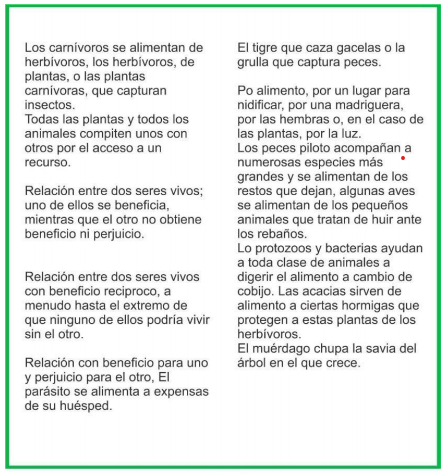 Los carnívoros se alimentan de
herbívoros, los herbívoros, de
plantas, o las plantas
carnívoras, que capturan
insectos.
Todas las plantas y todos los
animales compiten unos con
otros por el acceso a un
recurso.
Relación entre dos seres vivos;
uno de ellos se beneficia,
mientras que el otro no obtiene
beneficio ni perjuicio.
Relación entre dos seres vivos
con beneficio reciproco, a
menudo hasta el extremo de
que ninguno de ellos podría vivir
sin el otro.
Relación con beneficio para uno
y perjuicio para el otro, El
parásito se alimenta a expensas
de su huésped.
El tigre que caza gacelas o la
grulla que captura peces.
Po alimento, por un lugar para
nidificar, por una madriguera,
por las hembras o, en el caso de
las plantas, por la luz.
Los peces piloto acompañan a
numerosas especies más
grandes y se alimentan de los
restos que dejan, algunas aves
se alimentan de los pequeños
animales que tratan de huir ante
los rebaños.
Lo protozoos y bacterias ayudan
a toda clase de animales a
digerir el alimento a cambio de
cobijo. Las acacias sirven de
alimento a ciertas hormigas que
protegen a estas plantas de los
herbívoros.
El muérdago chupa la savia del
árbol en el que crece.